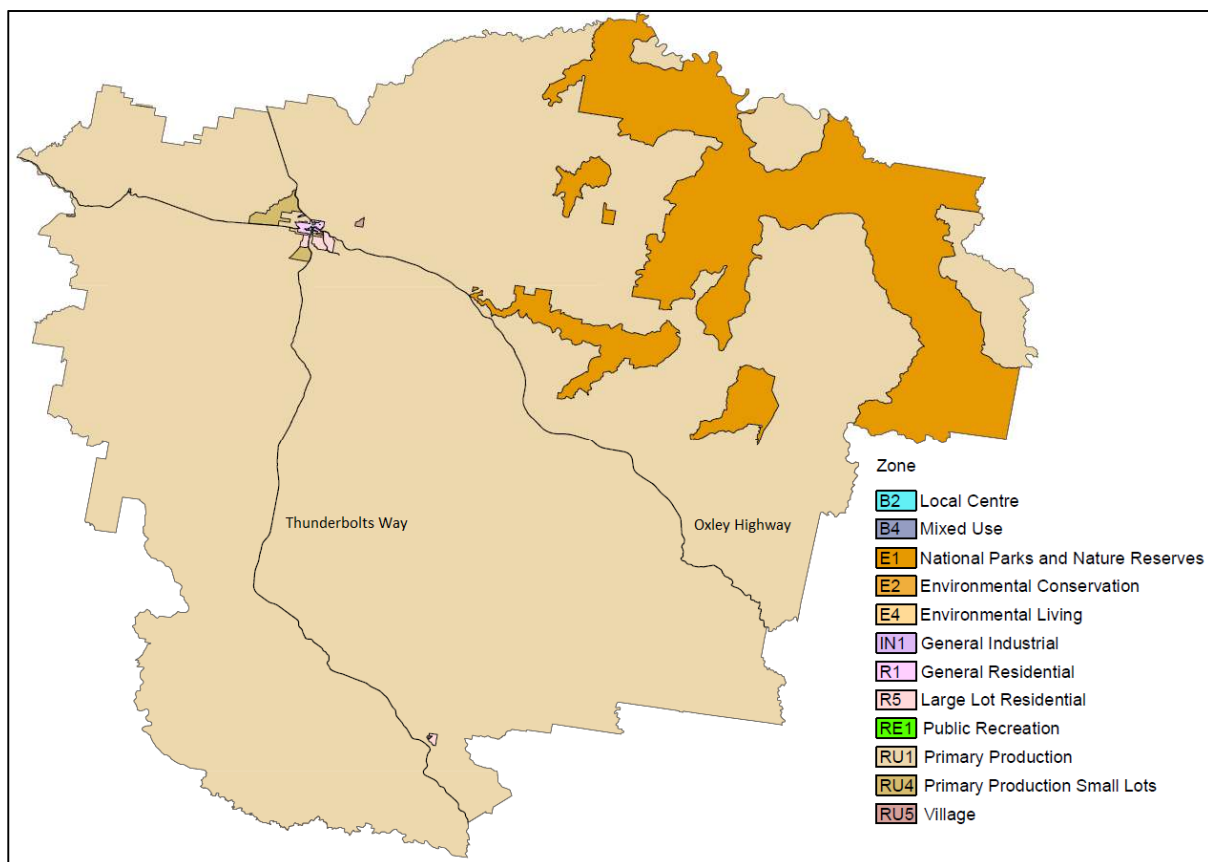 Thunderbolts Way
Oxley Highway
Zone
B2 Local Centre
B4 Mixed Use
E1 National Parks and Nature Reserves
E2 Environmental Conservation
E4 Environmental Living
IN1 General Industrial
R1 General Residential
R5 Large Lot Residential
RE1 Public Recreation
RU1 Primary Production
RU4 Primary Production Small Lots
RU5 Village